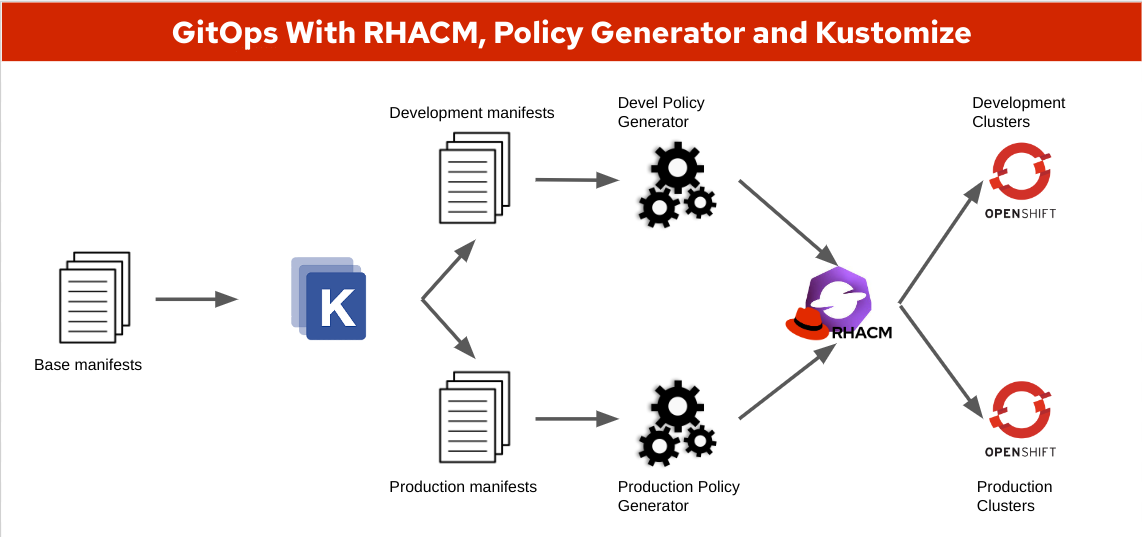 GitOps With RHACM, Policy Generator and Kustomize
Development manifests
Devel Policy
Generator
Development
Clusters
OPENSHIFT
Base manifests
K
RHACM
Production manifests
Production Policy
Generator
OPENSHIFT
Production
Clusters